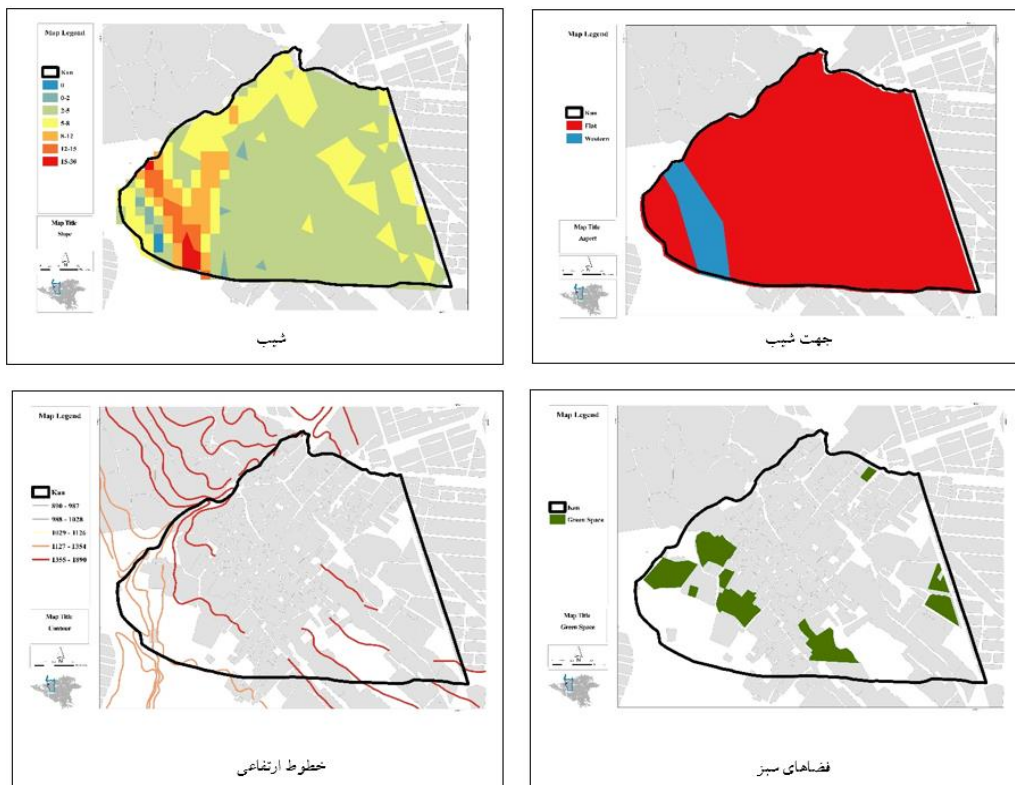 Map Legend
Kan
0
0-2
2-5
5-8
8-12
12-15
15-30
Map Title
Slope
شیب
Map Legend
Kan
Flat
Western
Map Title
Aspect
جهت شیب
Map Legend
Kan
988 - 1028
1029 - 1126
1127 - 1354
1355 - 1890
Map Title
Contour
خطوط ارتفاعی
Map Legend
Kan
Green Space
Map Title
Green Space
فضاهای سبز